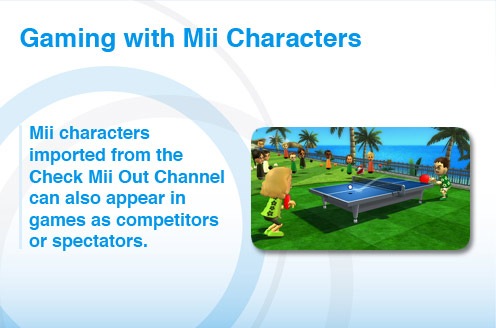 Gaming with Mii Characters
Mii characters
imported from the
Check Mii Out Channel
can also appear in
games as competitors
or spectators.